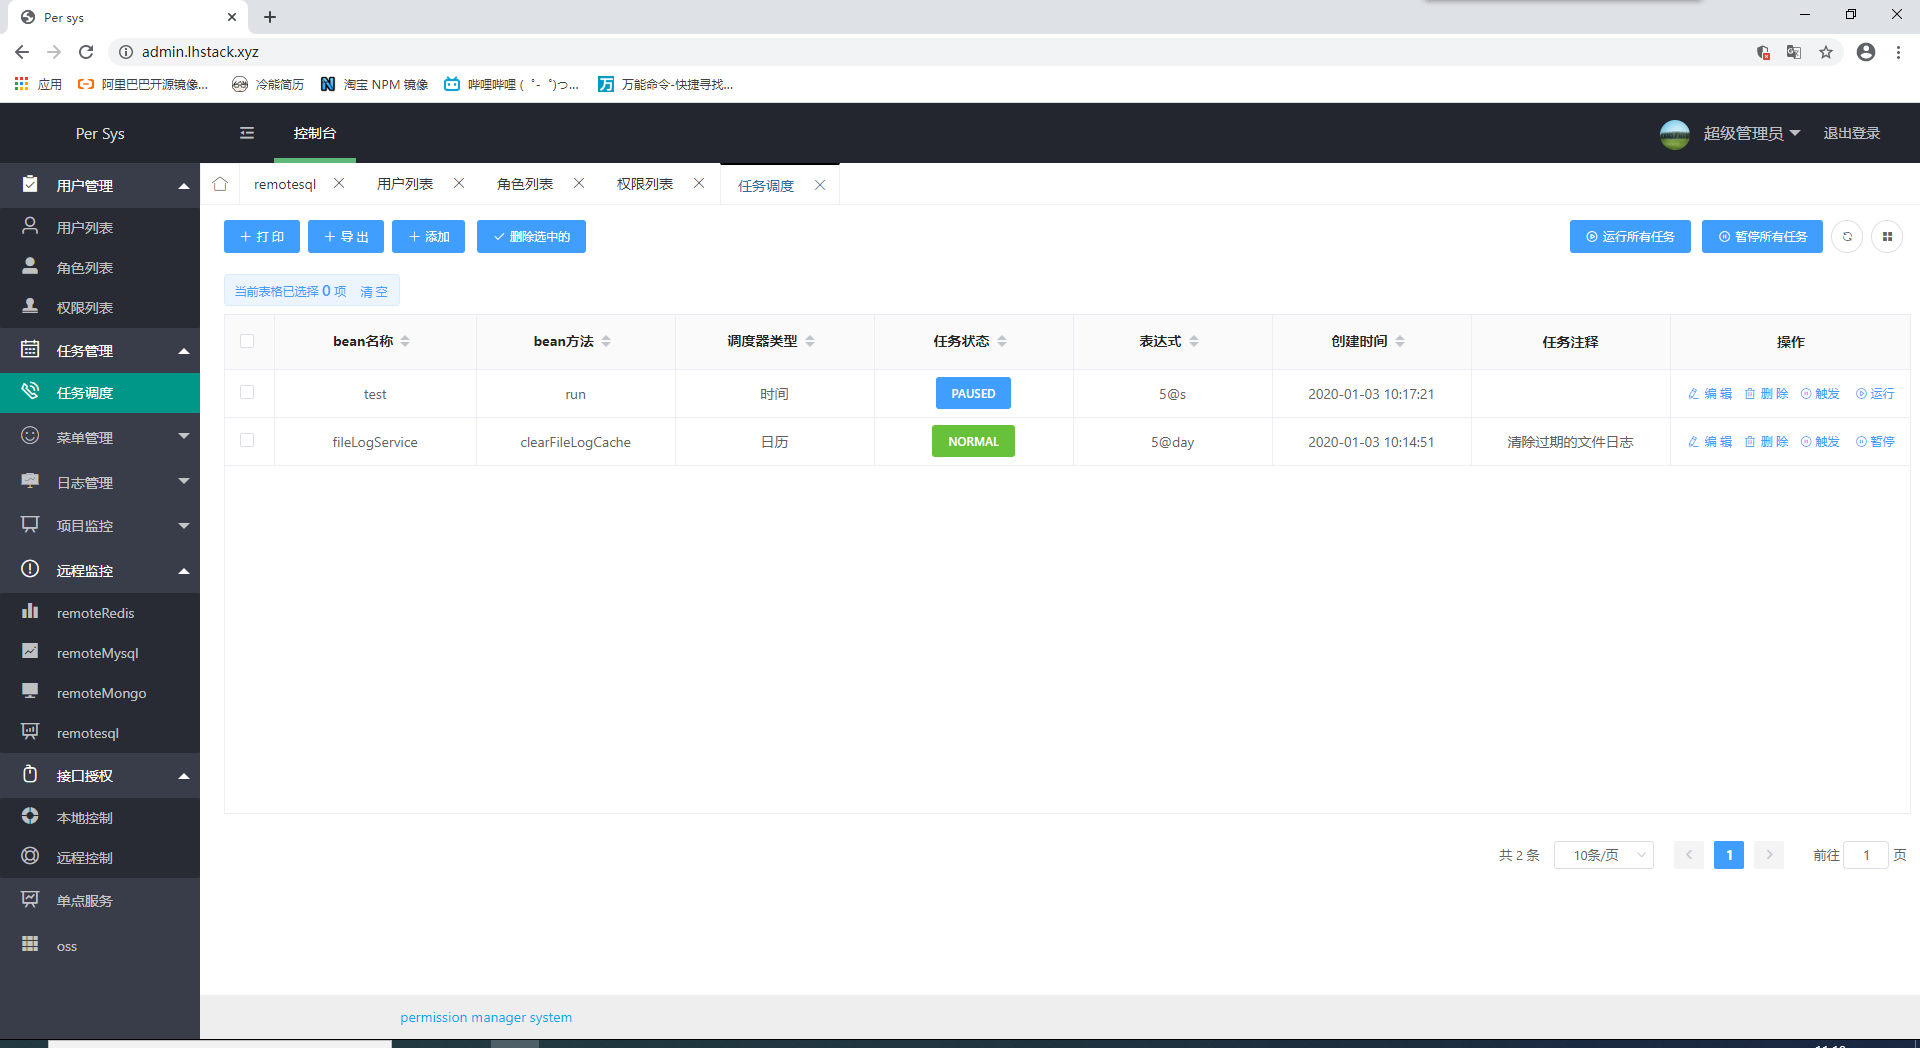 Per sys
admin.lhstack.xyz
应用
阿里巴巴开源镜像...
冷熊简历
淘宝 NPM 镜像
哔哩哔哩 ( ゜- ゜)つ...
万能命令-快捷寻找...
Per Sys
控制台
超级管理员
退出登录
用户管理
用户列表
角色列表
权限列表
任务管理
任务调度
菜单管理
日志管理
项目监控
远程监控
remoteRedis
remoteMysql
remoteMongo
remotesql
接口授权
本地控制
远程控制
单点服务
oss
remotesql 用户列表 角色列表 权限列表 任务调度
打 印 导 出 添加 删除选中的 运行所有任务 暂停所有任务
当前表格已选择 0 项 清 空
bean名称 bean方法 调度器类型 任务状态 表达式 创建时间 任务注释 操作
test run 时间 PAUSED 5@s 2020-01-03 10:17:21 编 辑 删 除 触发 运行
fileLogService clearFileLogCache 日历 NORMAL 5@day 2020-01-03 10:14:51 清除过期的文件日志 编 辑 删 除 触发 暂停
共 2 条 10条/页 1 前往 1 页
permission manager system